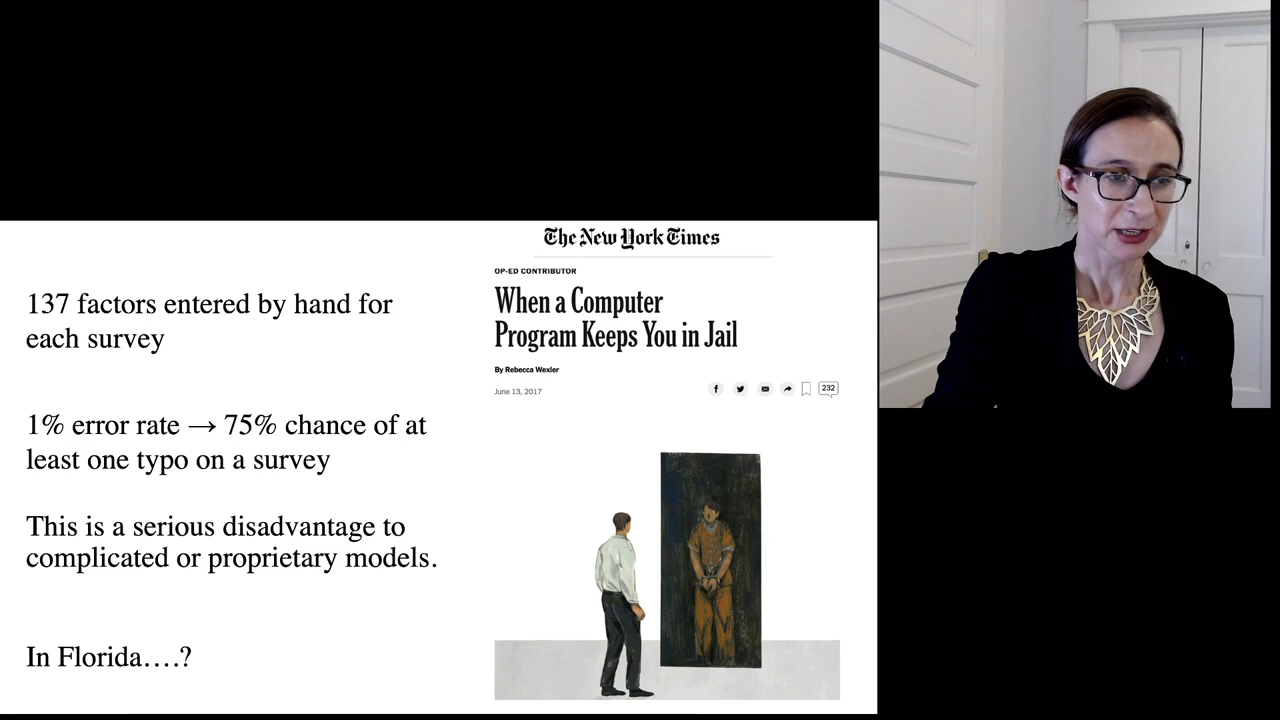 137 factors entered by hand for
each survey
1% error rate → 75% chance of at
least one typo on a survey
This is a serious disadvantage to
complicated or proprietary models.
In Florida….?
The New York Times
OP-ED CONTRIBUTOR
When a Computer
Program Keeps You in Jail
By Rebecca Wexler
June 13, 2017
232